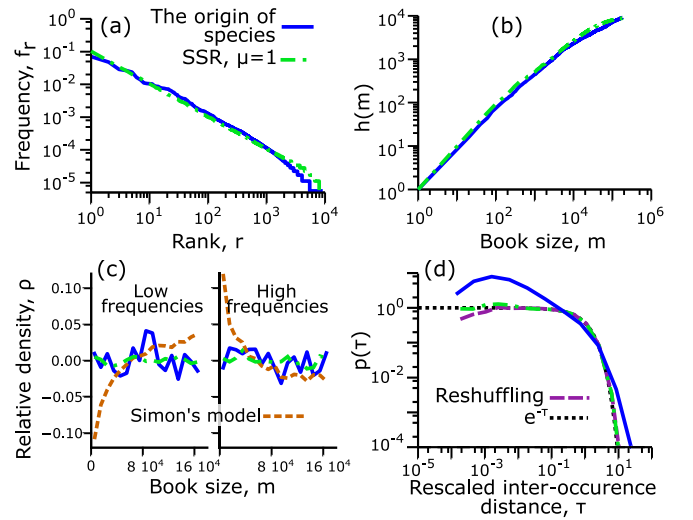 (a)
The origin of
species
SSR, μ=1
Frequency, f_r
10^0
10^-1
10^-2
10^-3
10^-4
10^-5
10^0 10^1 10^2 10^3 10^4
Rank, r
(b)
h(m)
10^4
10^3
10^2
10^1
10^0
10^0 10^2 10^4 10^6
Book size, m
(c)
Low
frequencies
High
frequencies
Relative density, ρ
0.10
0.05
0.00
−0.05
−0.10
Simon's model
0 8 10^4 16 10^4 8 10^4 16 10^4
Book size, m
(d)
p(τ)
10^0
10^-2
10^-4
Reshuffling
e^-τ
10^-5 10^-3 10^-1 10^1
Rescaled inter-occurence
distance, τ